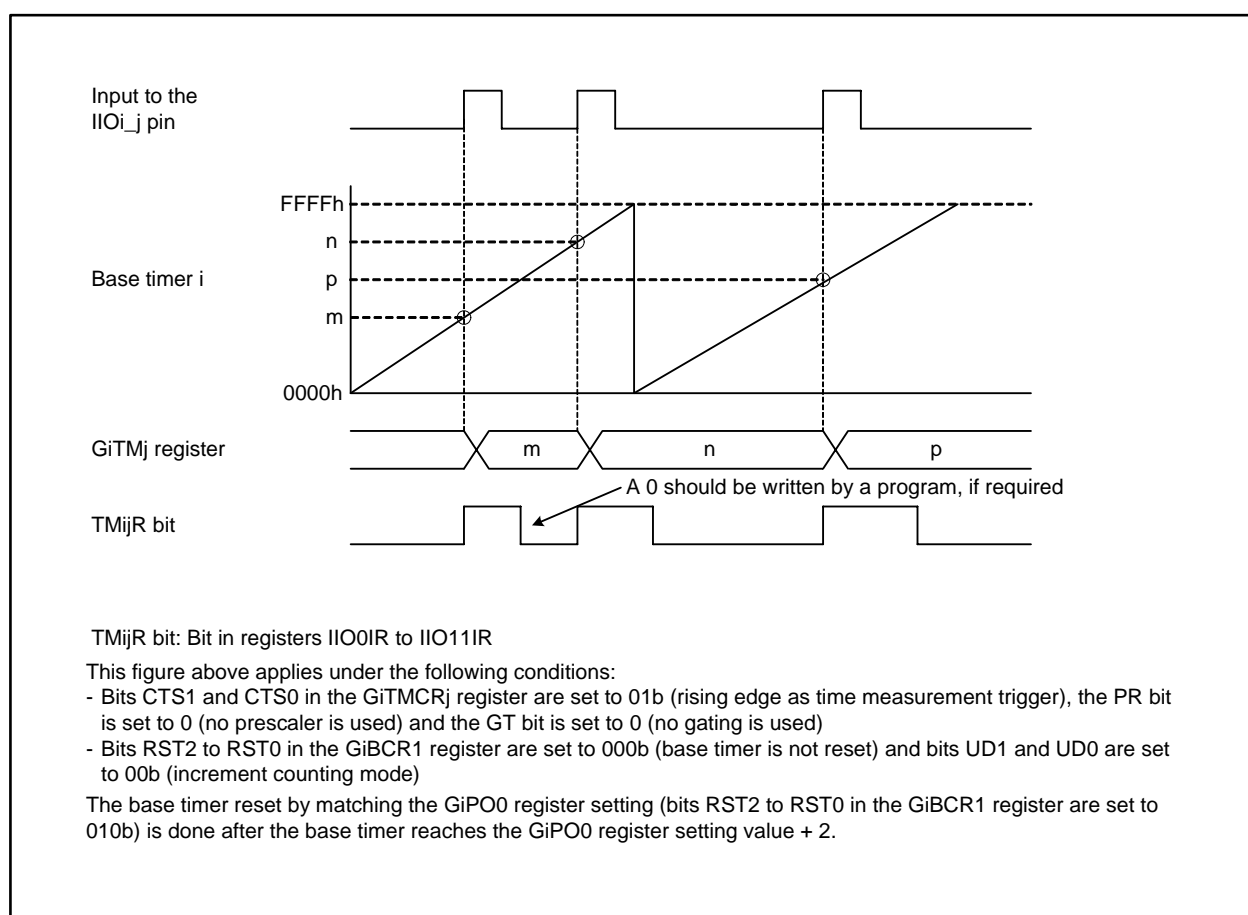 Input to the
IIOi_j pin
FFFFh
n
Base timer i
p
m
0000h
GiTMj register
m
n
p
A 0 should be written by a program, if required
TMijR bit
TMijR bit: Bit in registers IIO0IR to IIO11IR
This figure above applies under the following conditions:
- Bits CTS1 and CTS0 in the GiTMCRj register are set to 01b (rising edge as time measurement trigger), the PR bit
is set to 0 (no prescaler is used) and the GT bit is set to 0 (no gating is used)
- Bits RST2 to RST0 in the GiBCR1 register are set to 000b (base timer is not reset) and bits UD1 and UD0 are set
to 00b (increment counting mode)
The base timer reset by matching the GiPO0 register setting (bits RST2 to RST0 in the GiBCR1 register are set to
010b) is done after the base timer reaches the GiPO0 register setting value + 2.